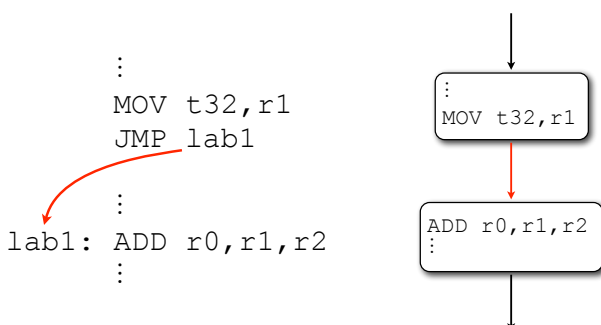 ⋮
MOV t32,r1
JMP lab1
⋮
lab1: ADD r0,r1,r2
⋮
⋮
MOV t32,r1
ADD r0,r1,r2
⋮